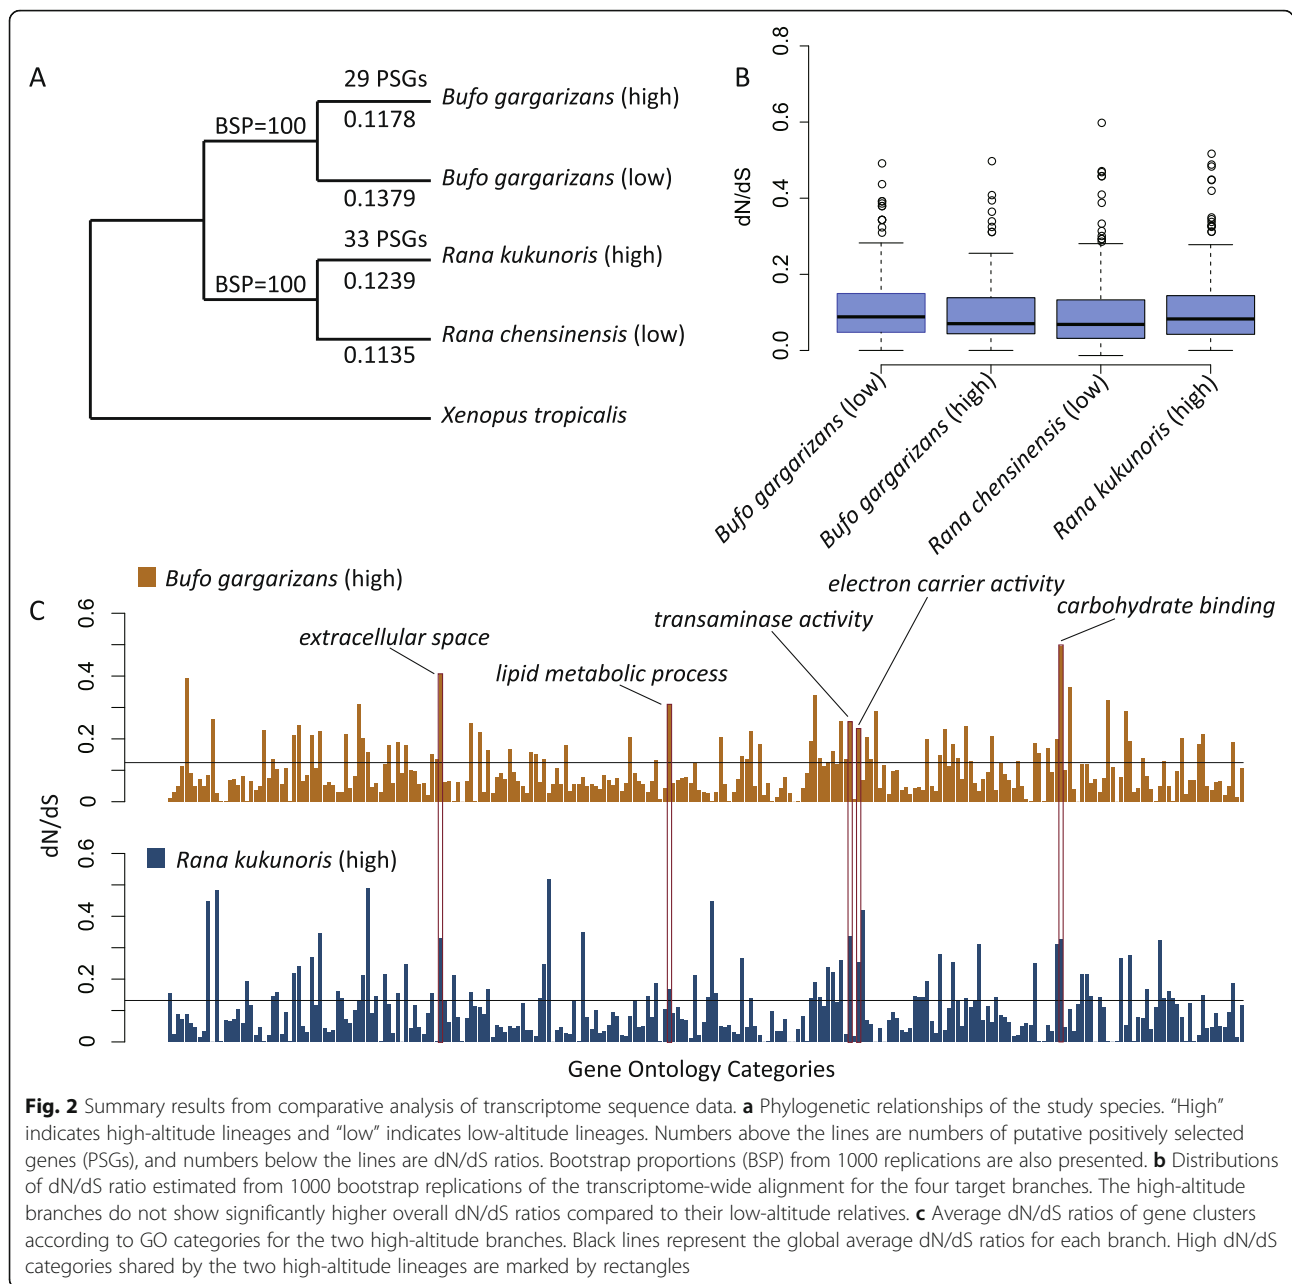 A
29 PSGs
Bufo gargarizans (high)
BSP=100
0.1178
Bufo gargarizans (low)
0.1379
33 PSGs
Rana kukunoris (high)
BSP=100
0.1239
Rana chensinensis (low)
0.1135
Xenopus tropicalis
B
dN/dS
0.8
0.6
0.4
0.2
0.0
Bufo gargarizans (low)
Bufo gargarizans (high)
Rana chensinensis (low)
Rana kukunoris (high)
C
Bufo gargarizans (high)
extracellular space
lipid metabolic process
transaminase activity
electron carrier activity
carbohydrate binding
0.6
0.4
0.2
0
dN/dS
Rana kukunoris (high)
0.6
0.4
0.2
0
Gene Ontology Categories
Fig. 2 Summary results from comparative analysis of transcriptome sequence data. a Phylogenetic relationships of the study species. “High”
indicates high-altitude lineages and “low” indicates low-altitude lineages. Numbers above the lines are numbers of putative positively selected
genes (PSGs), and numbers below the lines are dN/dS ratios. Bootstrap proportions (BSP) from 1000 replications are also presented. b Distributions
of dN/dS ratio estimated from 1000 bootstrap replications of the transcriptome-wide alignment for the four target branches. The high-altitude
branches do not show significantly higher overall dN/dS ratios compared to their low-altitude relatives. c Average dN/dS ratios of gene clusters
according to GO categories for the two high-altitude branches. Black lines represent the global average dN/dS ratios for each branch. High dN/dS
categories shared by the two high-altitude lineages are marked by rectangles